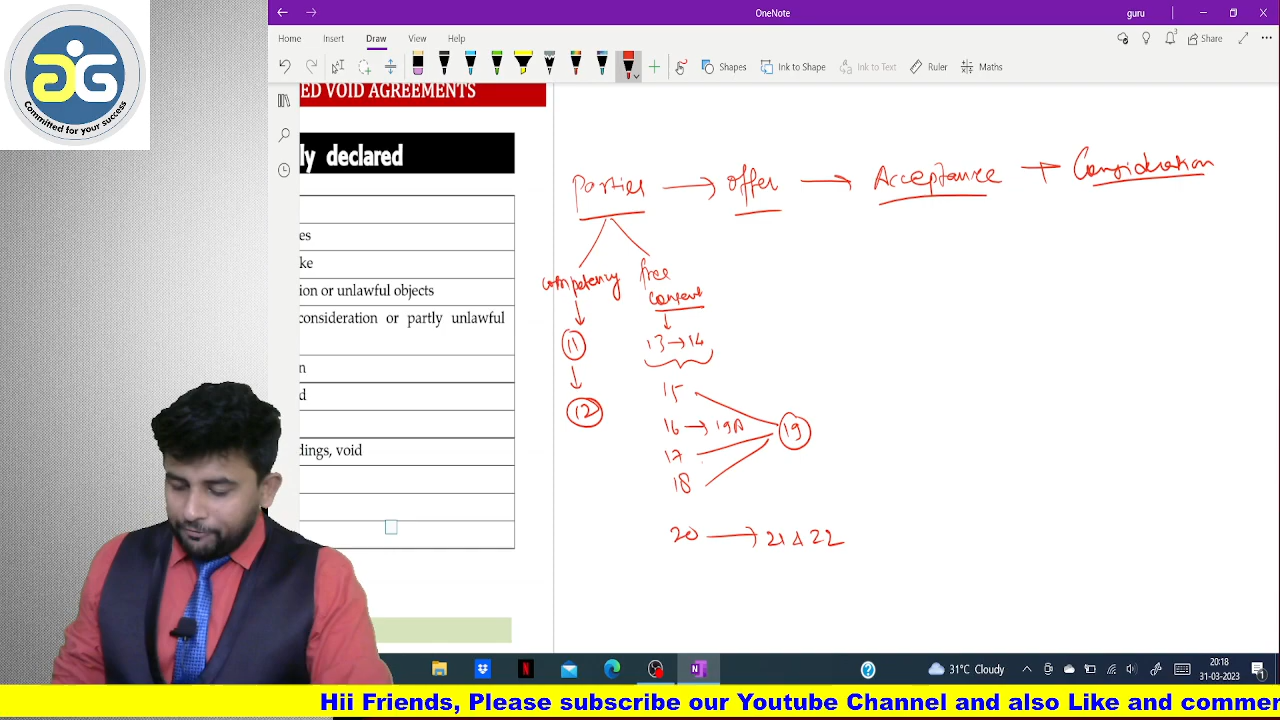 Committed for your success
OneNote
guru
Home
Insert
Draw
View
Help
Share
Shapes
Ink to Shape
Ink to Text
Ruler
Maths
ED VOID AGREEMENTS
ly declared
es
ke
ion or unlawful objects
consideration or partly unlawful
n
d
dings, void
Parties → Offer → Acceptance → Consideration
competency
free
consent
11
13 → 14
12
15
16 → 19A
19
17
18
20 → 21 & 22
31°C Cloudy
20:18
31-03-2023
Hii Friends, Please subscribe our Youtube Channel and also Like and commer